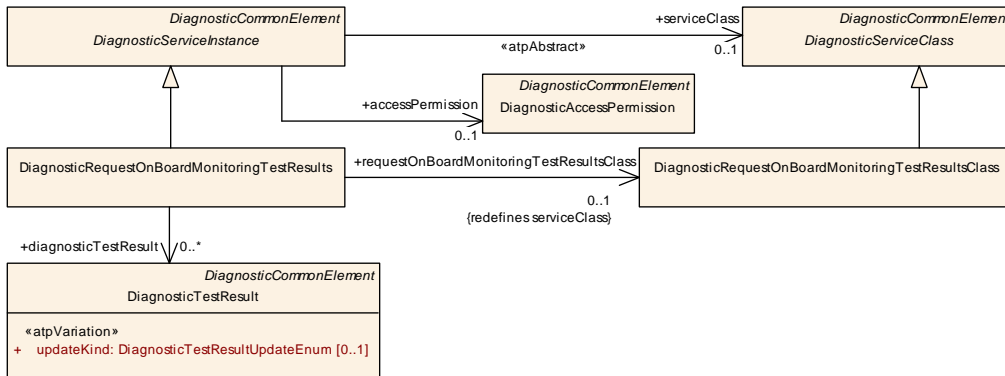 DiagnosticCommonElement
DiagnosticServiceInstance
+serviceClass
«atpAbstract»
0..1
DiagnosticCommonElement
DiagnosticServiceClass
+accessPermission
0..1
DiagnosticCommonElement
DiagnosticAccessPermission
DiagnosticRequestOnBoardMonitoringTestResults
+requestOnBoardMonitoringTestResultsClass
0..1
{redefines serviceClass}
DiagnosticRequestOnBoardMonitoringTestResultsClass
+diagnosticTestResult
0..*
DiagnosticCommonElement
DiagnosticTestResult
«atpVariation»
+ updateKind: DiagnosticTestResultUpdateEnum [0..1]